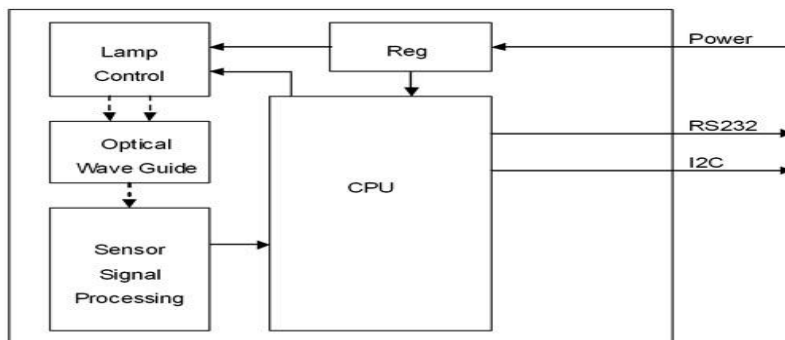 Lamp
Control
Reg
Power
Optical
Wave Guide
CPU
RS232
I2C
Sensor
Signal
Processing